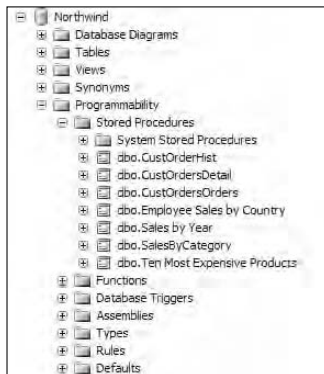 Northwind
Database Diagrams
Tables
Views
Synonyms
Programmability
Stored Procedures
System Stored Procedures
dbo.CustOrderHist
dbo.CustOrdersDetail
dbo.CustOrdersOrders
dbo.Employee Sales by Country
dbo.Sales by Year
dbo.SalesByCategory
dbo.Ten Most Expensive Products
Functions
Database Triggers
Assemblies
Types
Rules
Defaults